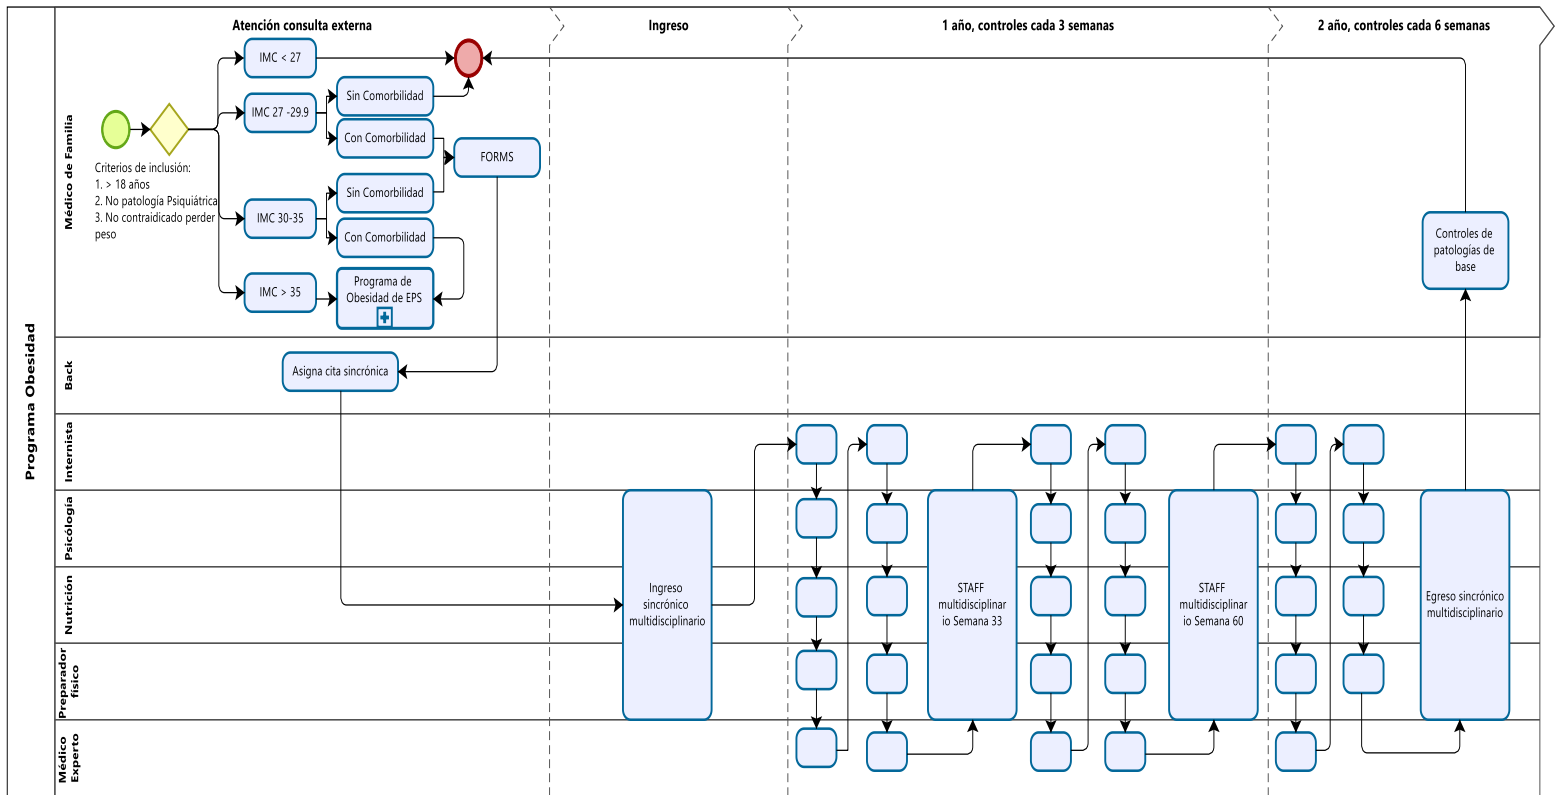 Programa Obesidad
Atención consulta externa
Ingreso
1 año, controles cada 3 semanas
2 año, controles cada 6 semanas
Médico de Familia
IMC < 27
IMC 27 -29.9
Sin Comorbilidad
Con Comorbilidad
FORMS
Criterios de inclusión:
1. > 18 años
2. No patología Psiquiátrica
3. No contraidicado perder
peso
IMC 30-35
Sin Comorbilidad
Con Comorbilidad
IMC > 35
Programa de
Obesidad de EPS
Controles de
patologías de
base
Back
Asigna cita sincrónica
Internista
Psicólogía
Nutrición
Preparador
físico
Médico
Experto
Ingreso
sincrónico
multidisciplinario
STAFF
multidisciplinar
io Semana 33
STAFF
multidisciplinar
io Semana 60
Egreso sincrónico
multidisciplinario